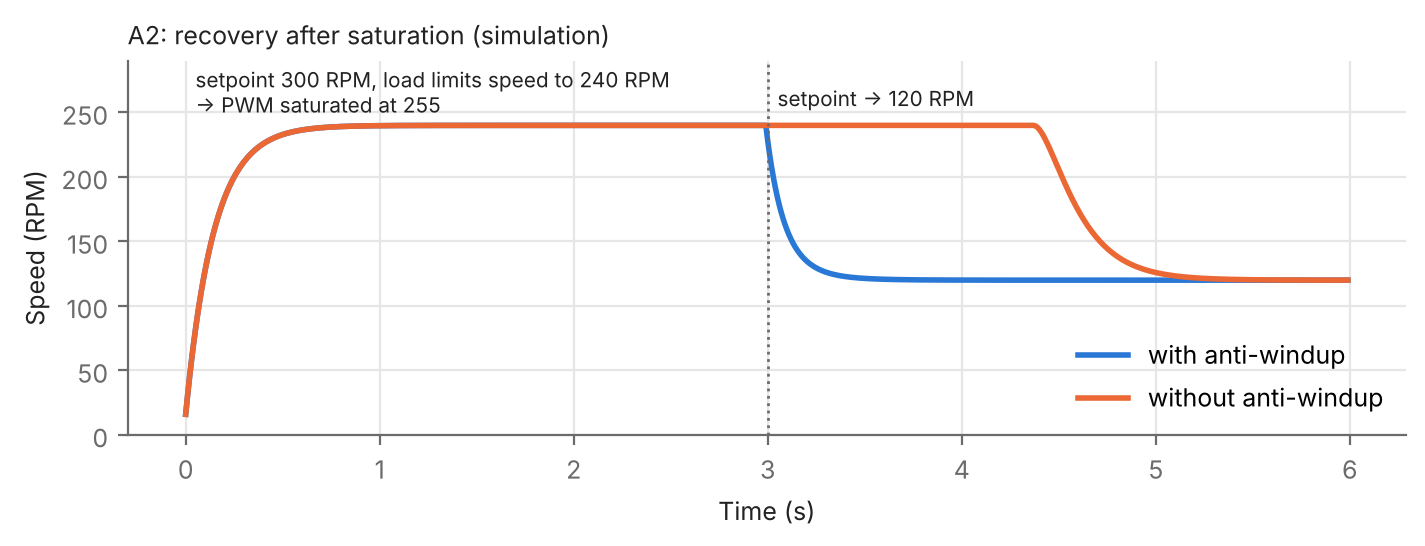 A2: recovery after saturation (simulation)
setpoint 300 RPM, load limits speed to 240 RPM
→ PWM saturated at 255
setpoint → 120 RPM
Speed (RPM)
250
200
150
100
50
0
with anti-windup
without anti-windup
0 1 2 3 4 5 6
Time (s)